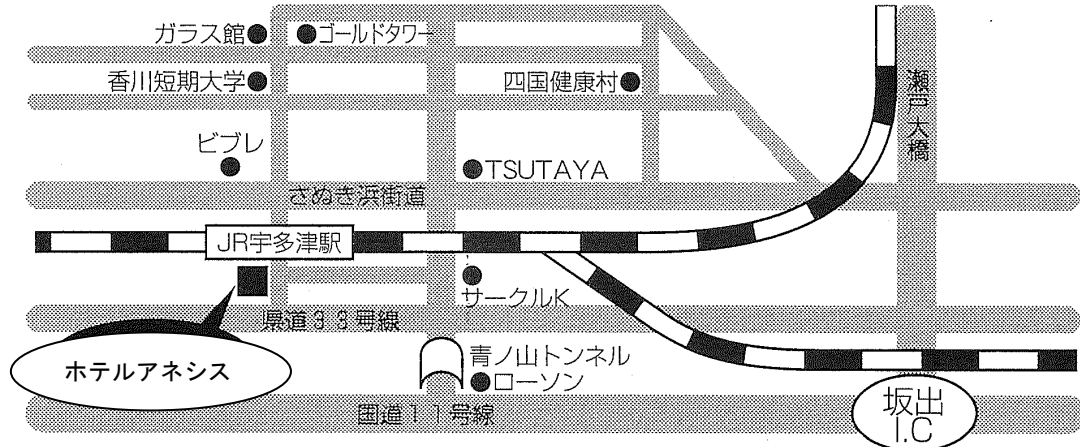 ガラス館
ゴールドタワー
香川短期大学
四国健康村
瀬戸大橋
ビブレ
TSUTAYA
さぬき浜街道
JR宇多津駅
サークルK
県道33号線
ホテルアネシス
青ノ山トンネル
ローソン
国道11号線
坂出
I.C